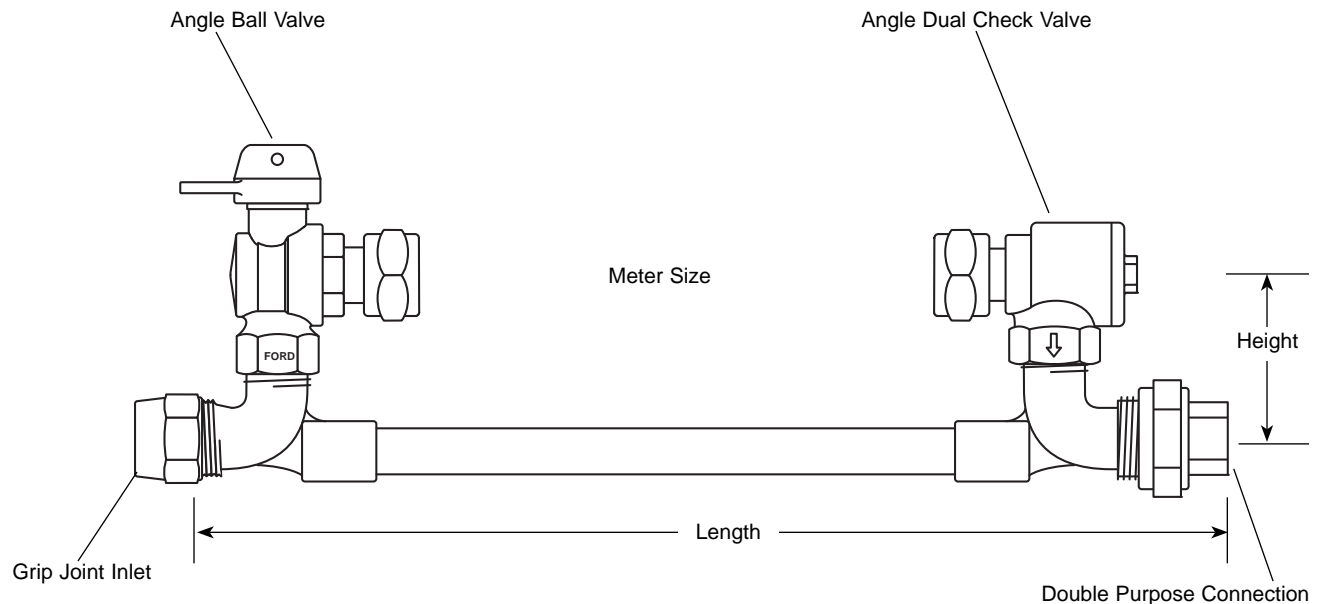 Angle Ball Valve
Angle Dual Check Valve
Meter Size
Height
FORD
Length
Grip Joint Inlet
Double Purpose Connection